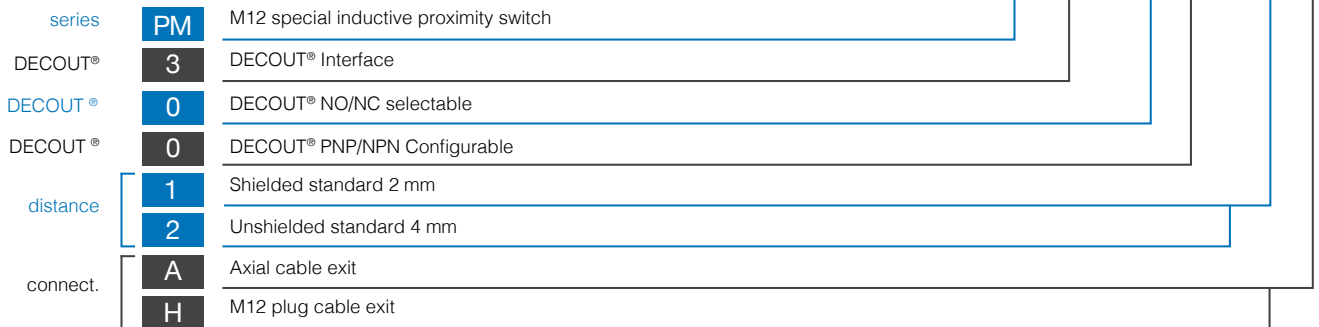 series PM M12 special inductive proximity switch
DECOUT® 3 DECOUT® Interface
DECOUT ® 0 DECOUT® NO/NC selectable
DECOUT ® 0 DECOUT® PNP/NPN Configurable
distance
1 Shielded standard 2 mm
2 Unshielded standard 4 mm
connect.
A Axial cable exit
H M12 plug cable exit